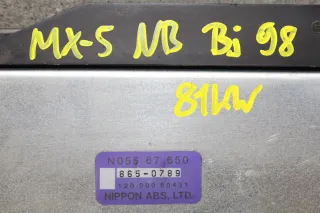 MX-5 NB Bj 98
81kW
N055 67 650
865-0789
NIPPON ABS, LTD.